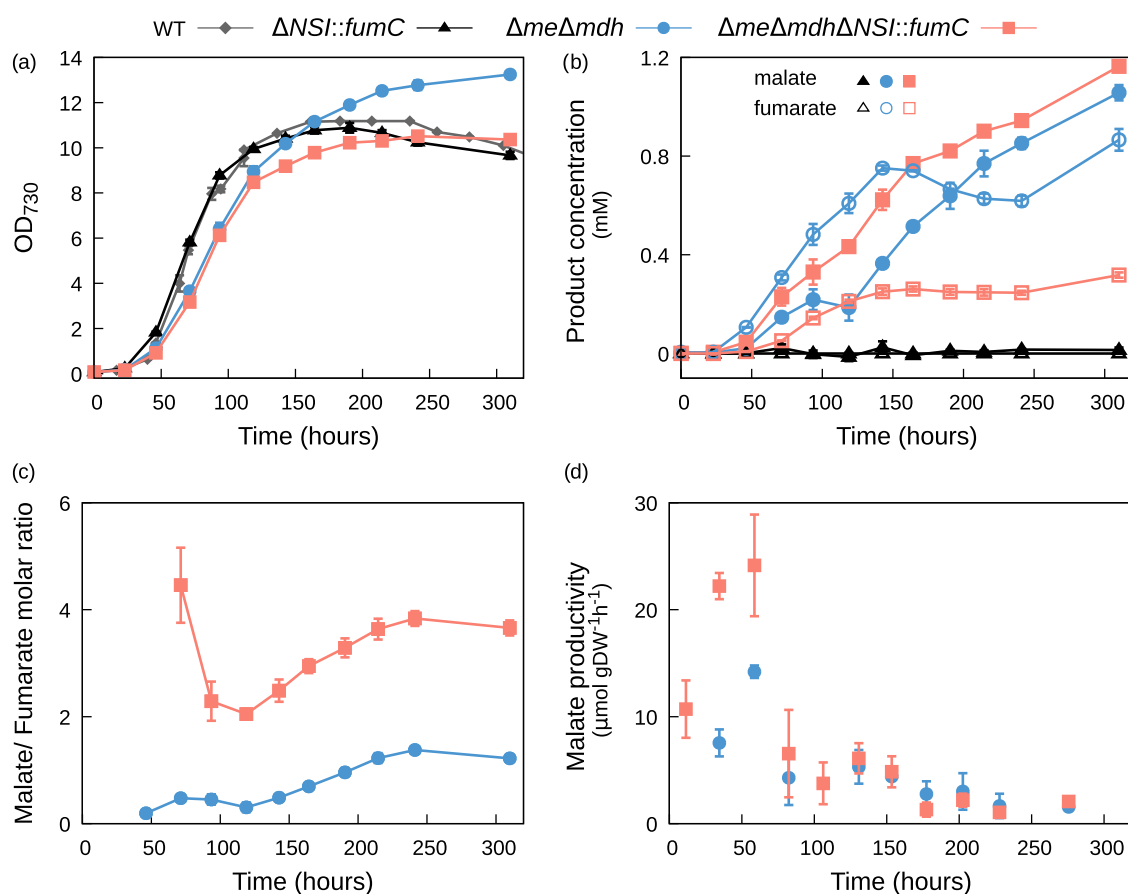 WT ΔNSI::fumC ΔmeΔmdh ΔmeΔmdhΔNSI::fumC
(a)
14
12
10
8
6
4
2
0
OD730
0 50 100 150 200 250 300
Time (hours)
(b)
malate
fumarate
1.2
0.8
0.4
0
Product concentration
(mM)
0 50 100 150 200 250 300
Time (hours)
(c)
6
4
2
0
Malate/ Fumarate molar ratio
0 50 100 150 200 250 300
Time (hours)
(d)
30
20
10
0
Malate productivity
(µmol gDW-1h-1)
0 50 100 150 200 250 300
Time (hours)